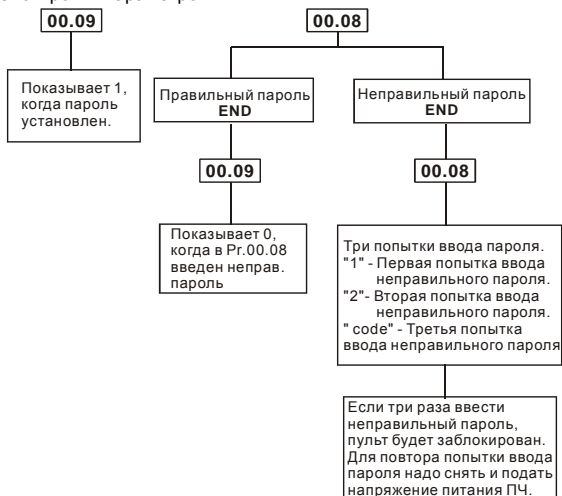 00.09
Показывает 1,
когда пароль
установлен.
00.08
Правильный пароль
END
00.09
Показывает 0,
когда в Pr.00.08
введен неправ.
пароль
Неправильный пароль
END
00.08
Три попытки ввода пароля.
"1" - Первая попытка ввода
неправильного пароля.
"2"- Вторая попытка ввода
неправильного пароля.
" code" - Третья попытка
ввода неправильного пароля
Если три раза ввести
неправильный пароль,
пульт будет заблокирован.
Для повтора попытки ввода
пароля надо снять и подать
напряжение питания ПЧ.